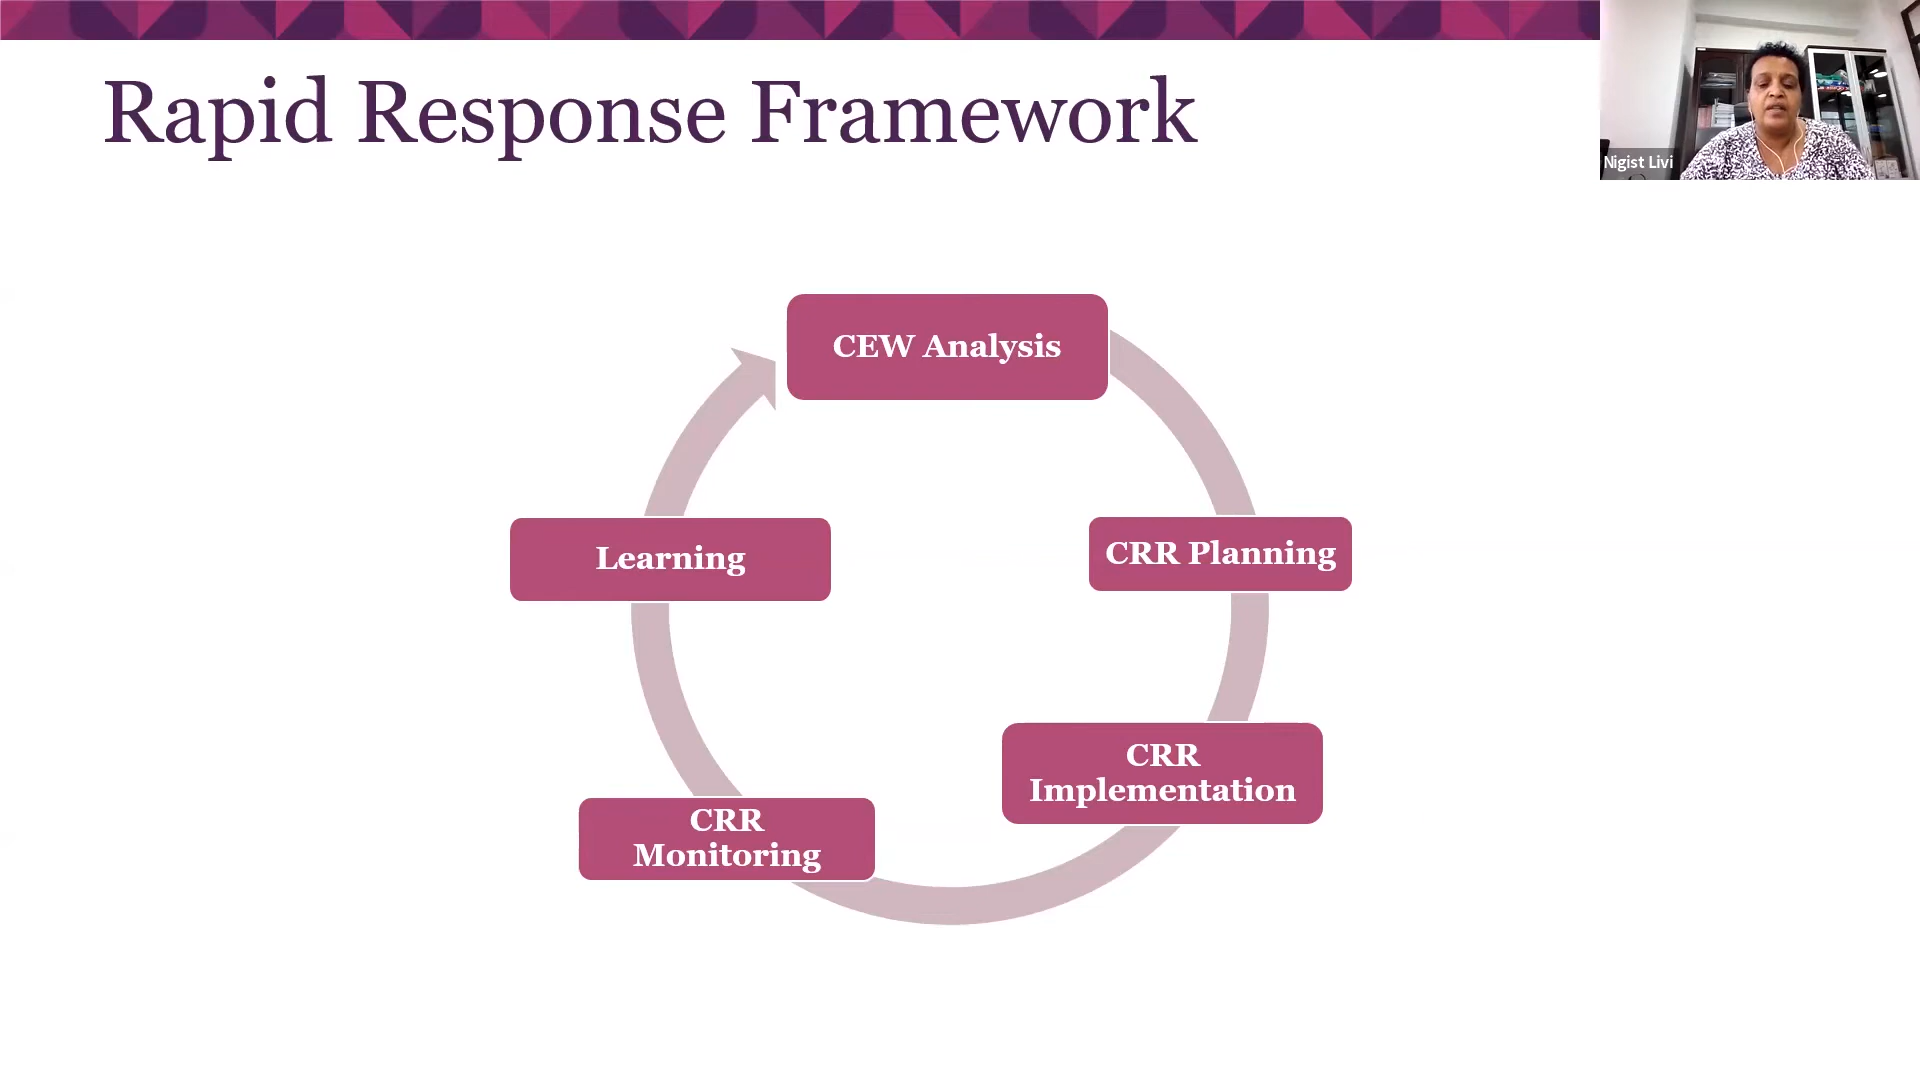 Rapid Response Framework
Nigist Livi
CEW Analysis
Learning
CRR Planning
CRR
Implementation
CRR
Monitoring